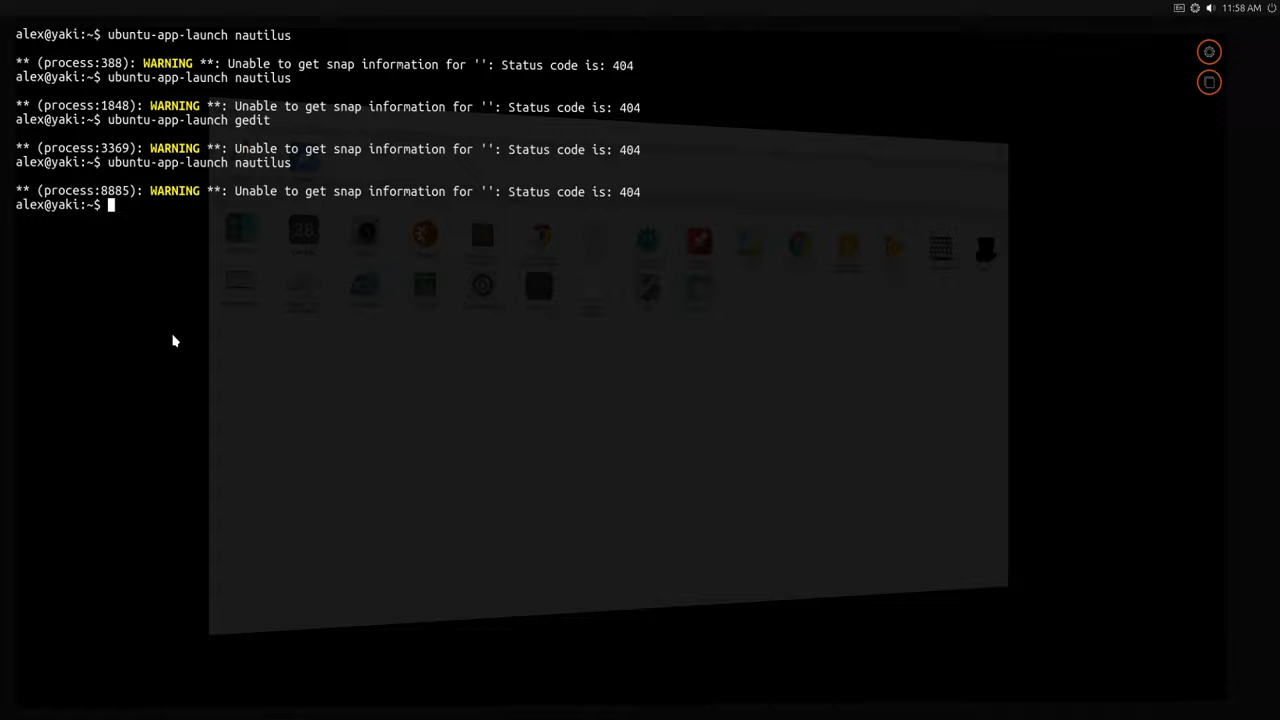 En
11:58 AM
alex@yaki:~$ ubuntu-app-launch nautilus
** (process:388): WARNING **: Unable to get snap information for '': Status code is: 404
alex@yaki:~$ ubuntu-app-launch nautilus
** (process:1848): WARNING **: Unable to get snap information for '': Status code is: 404
alex@yaki:~$ ubuntu-app-launch gedit
** (process:3369): WARNING **: Unable to get snap information for '': Status code is: 404
alex@yaki:~$ ubuntu-app-launch nautilus
** (process:8885): WARNING **: Unable to get snap information for '': Status code is: 404
alex@yaki:~$
28